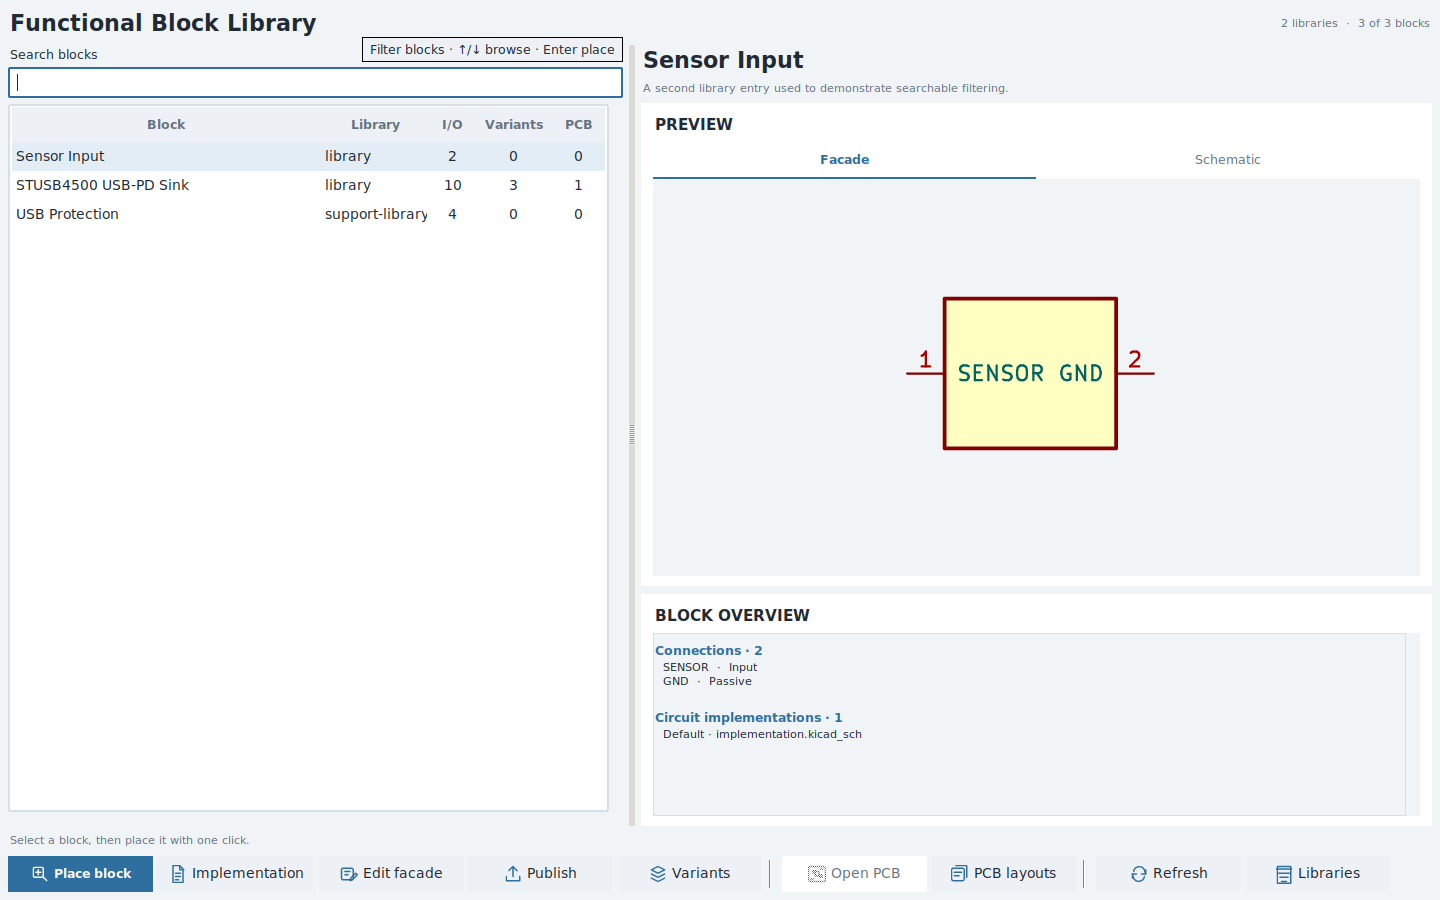 Functional Block Library
2 libraries · 3 of 3 blocks
Search blocks
Filter blocks · ↑/↓ browse · Enter place
Block Library I/O Variants PCB
Sensor Input library 2 0 0
STUSB4500 USB-PD Sink library 10 3 1
USB Protection support-library 4 0 0
Sensor Input
A second library entry used to demonstrate searchable filtering.
PREVIEW
Facade Schematic
1 SENSOR GND 2
BLOCK OVERVIEW
Connections · 2
SENSOR · Input
GND · Passive
Circuit implementations · 1
Default · implementation.kicad_sch
Select a block, then place it with one click.
Place block Implementation Edit facade Publish Variants Open PCB PCB layouts Refresh Libraries